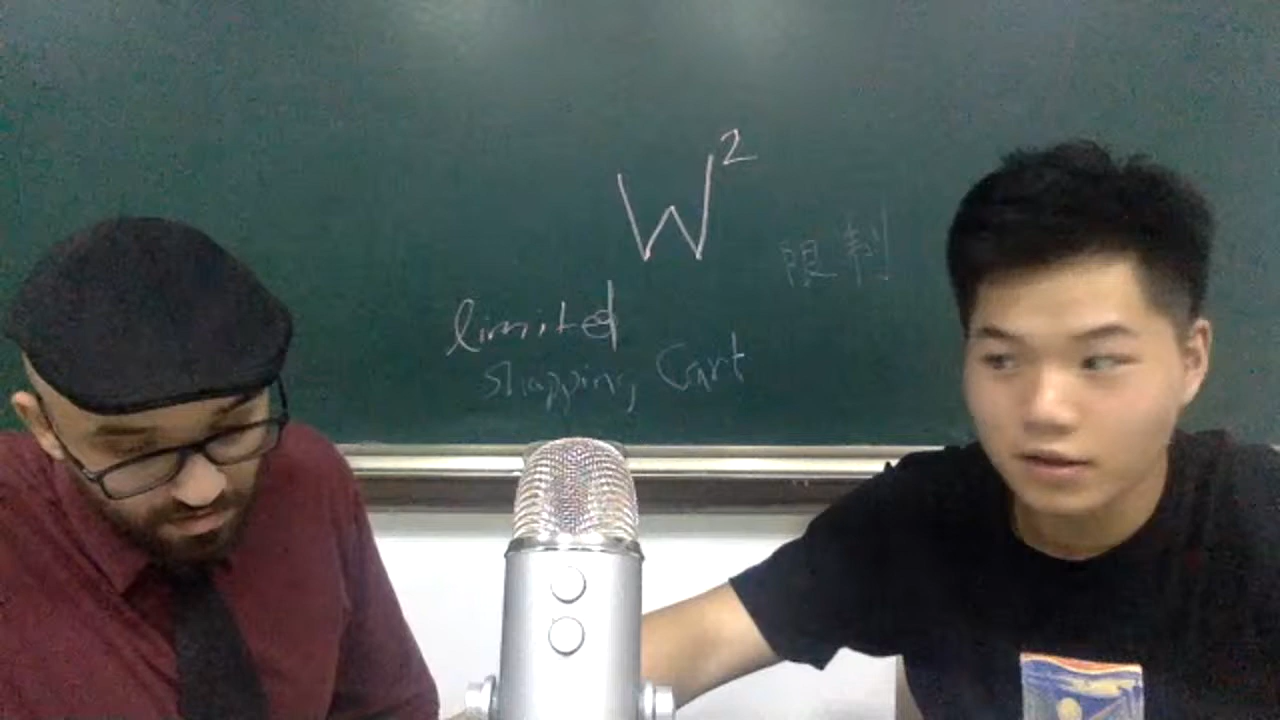 W²
限制
limited
Shopping Cart